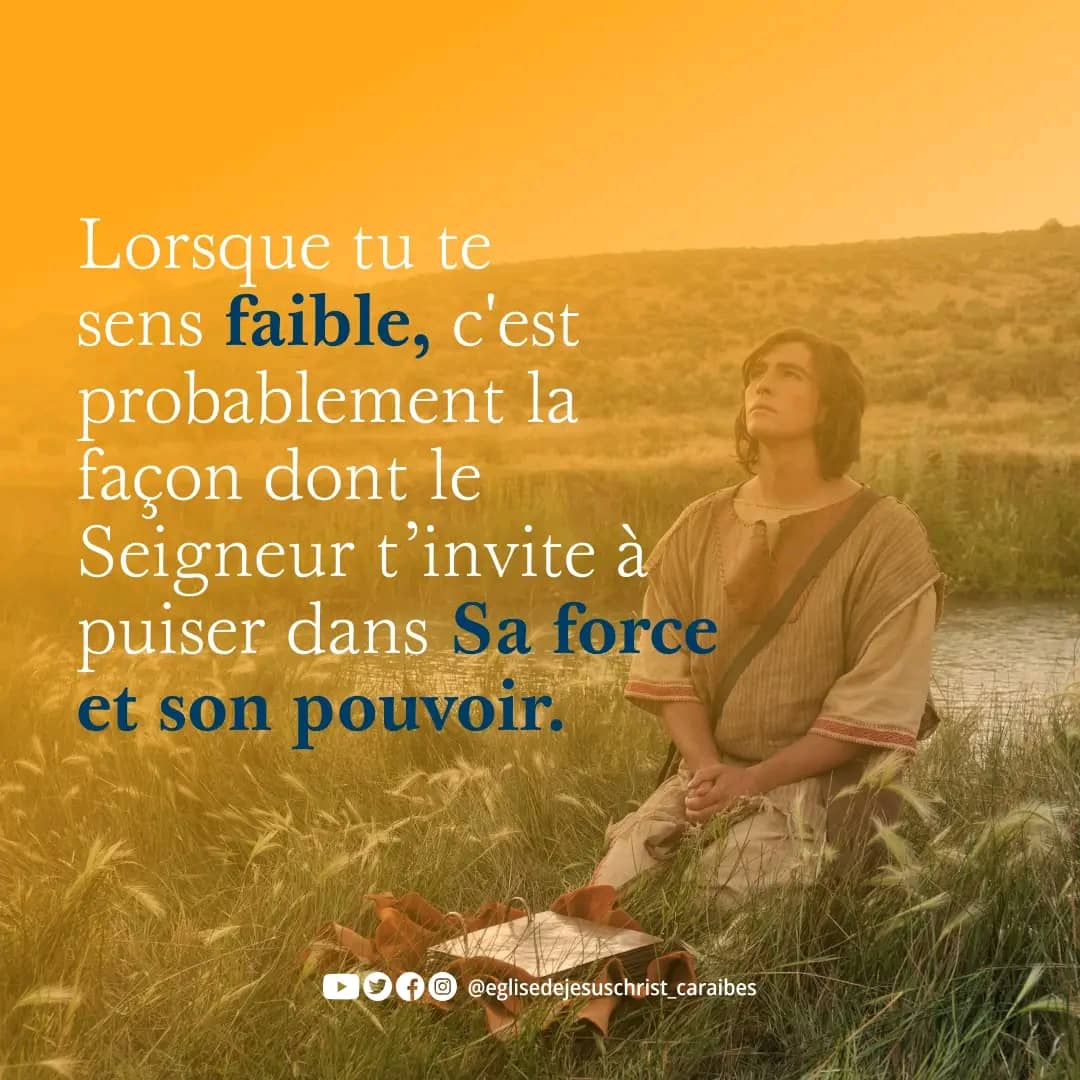 Lorsque tu te
sens faible, c'est
probablement la
façon dont le
Seigneur t’invite à
puiser dans Sa force
et son pouvoir.
@eglisedejesuschrist_caraibes